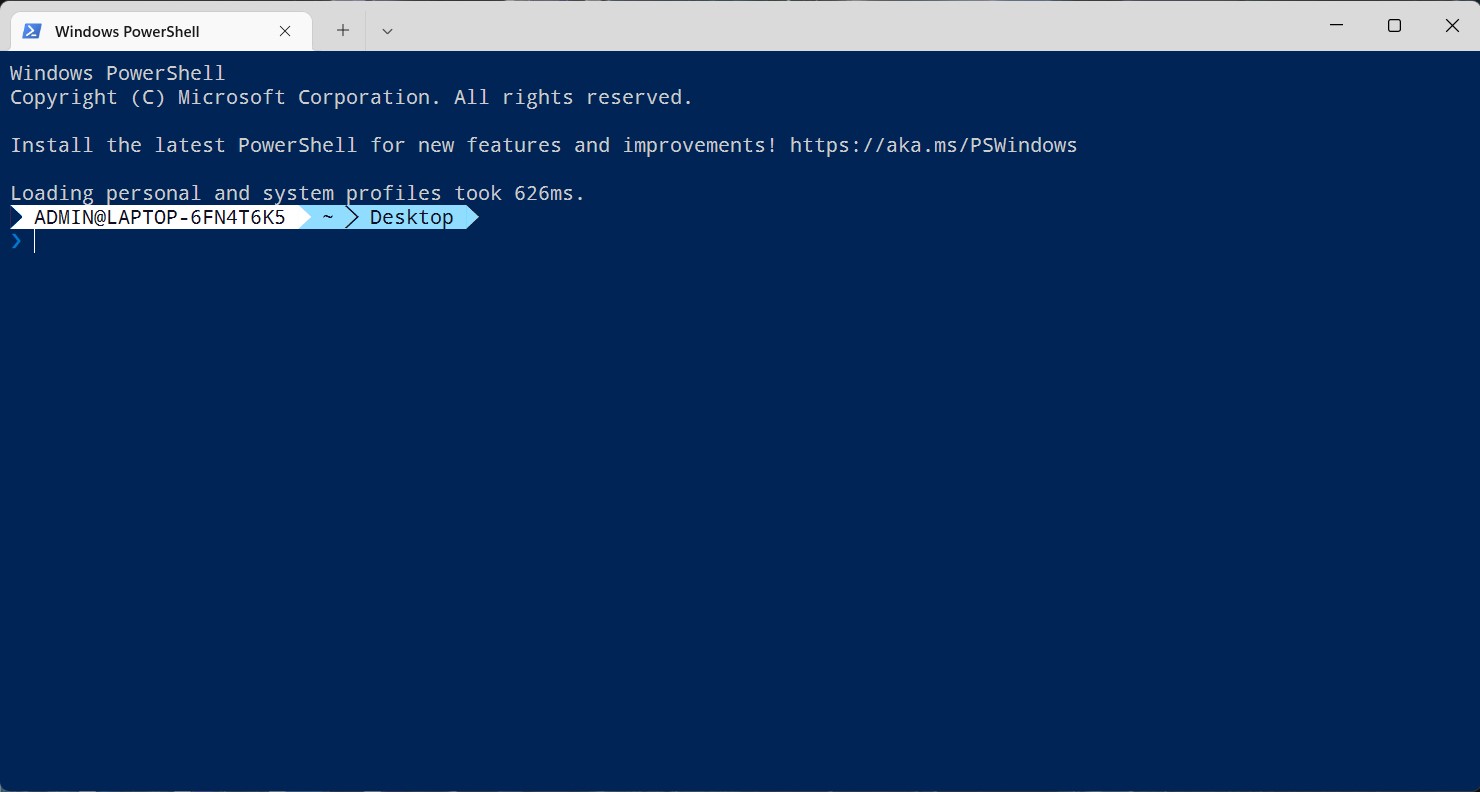 Windows PowerShell
Windows PowerShell
Copyright (C) Microsoft Corporation. All rights reserved.
Install the latest PowerShell for new features and improvements! https://aka.ms/PSWindows
Loading personal and system profiles took 626ms.
ADMIN@LAPTOP-6FN4T6K5 ~ Desktop
❯